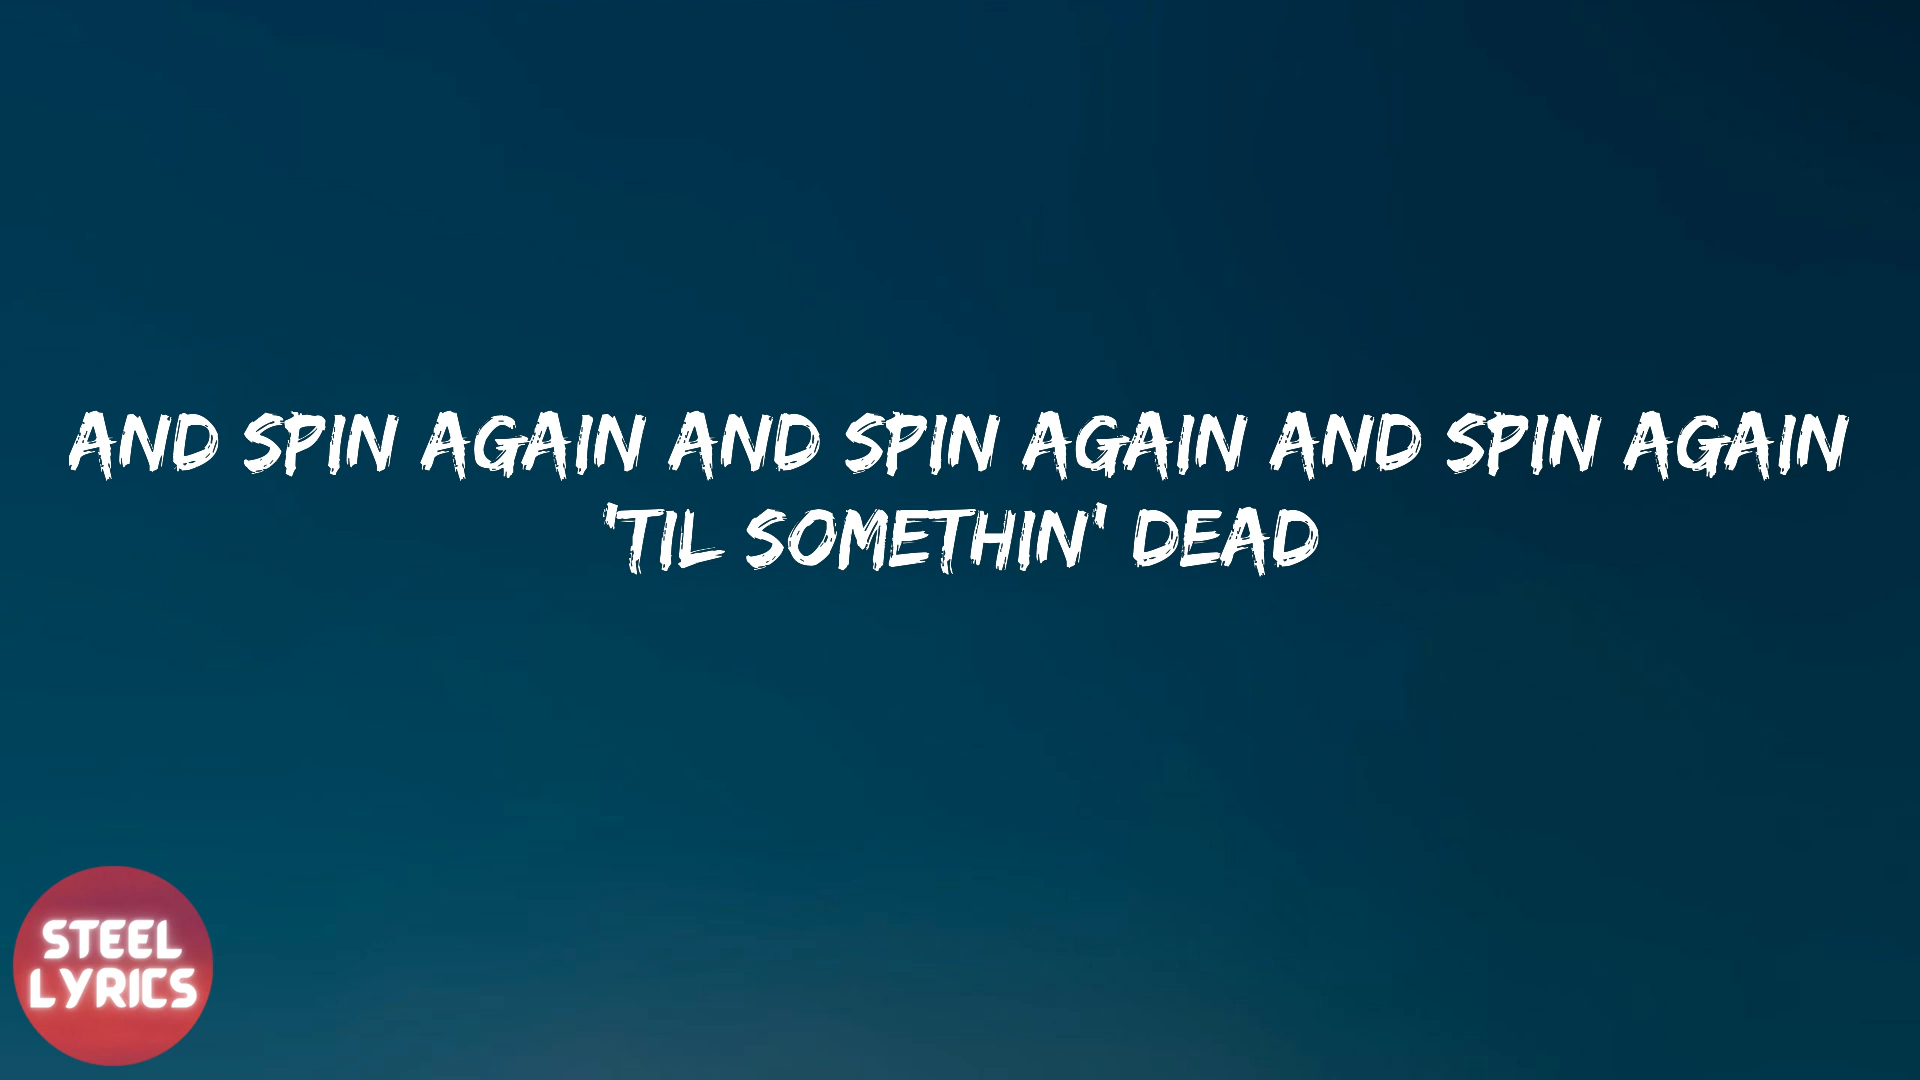 AND SPIN AGAIN AND SPIN AGAIN AND SPIN AGAIN
'TIL SOMETHIN' DEAD
STEEL
LYRICS